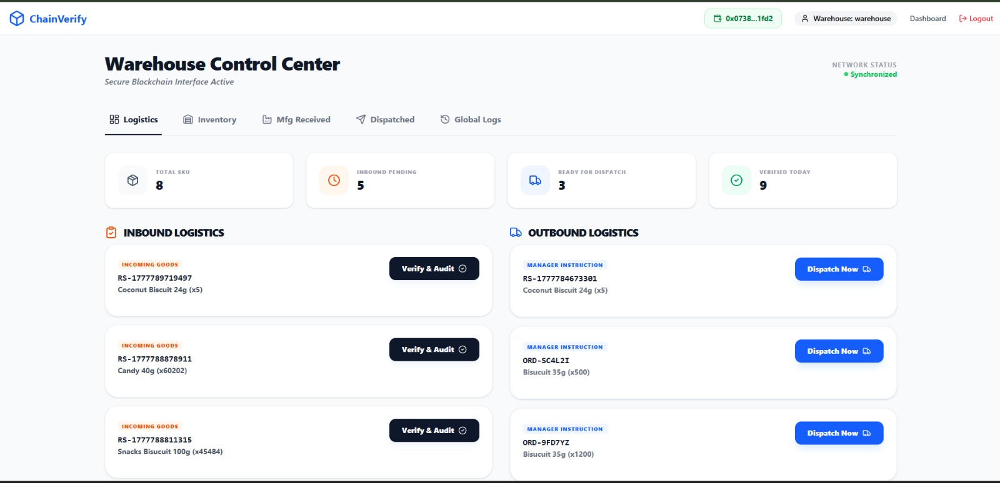 ChainVerify
0x0738...1fd2
Warehouse: warehouse
Dashboard
Logout
Warehouse Control Center
Secure Blockchain Interface Active
NETWORK STATUS
Synchronized
Logistics
Inventory
Mfg Received
Dispatched
Global Logs
TOTAL SKU
8
INBOUND PENDING
5
READY FOR DISPATCH
3
VERIFIED TODAY
9
INBOUND LOGISTICS
INCOMING GOODS
RS-1777789719497
Coconut Biscuit 24g (x5)
Verify & Audit
INCOMING GOODS
RS-1777788878911
Candy 40g (x60202)
Verify & Audit
INCOMING GOODS
RS-1777788811315
Snacks Bisucuit 100g (x45484)
Verify & Audit
OUTBOUND LOGISTICS
MANAGER INSTRUCTION
RS-1777784673301
Coconut Biscuit 24g (x5)
Dispatch Now
MANAGER INSTRUCTION
ORD-SC4L2I
Bisucuit 35g (x500)
Dispatch Now
MANAGER INSTRUCTION
ORD-9FD7YZ
Bisucuit 35g (x1200)
Dispatch Now